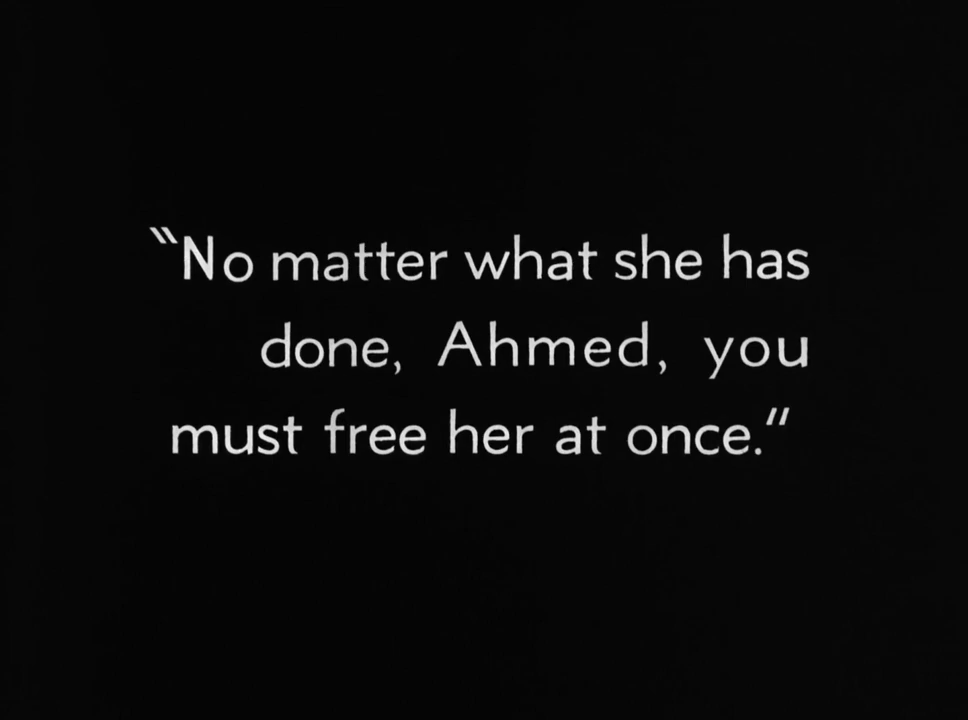 "No matter what she has
done, Ahmed, you
must free her at once."